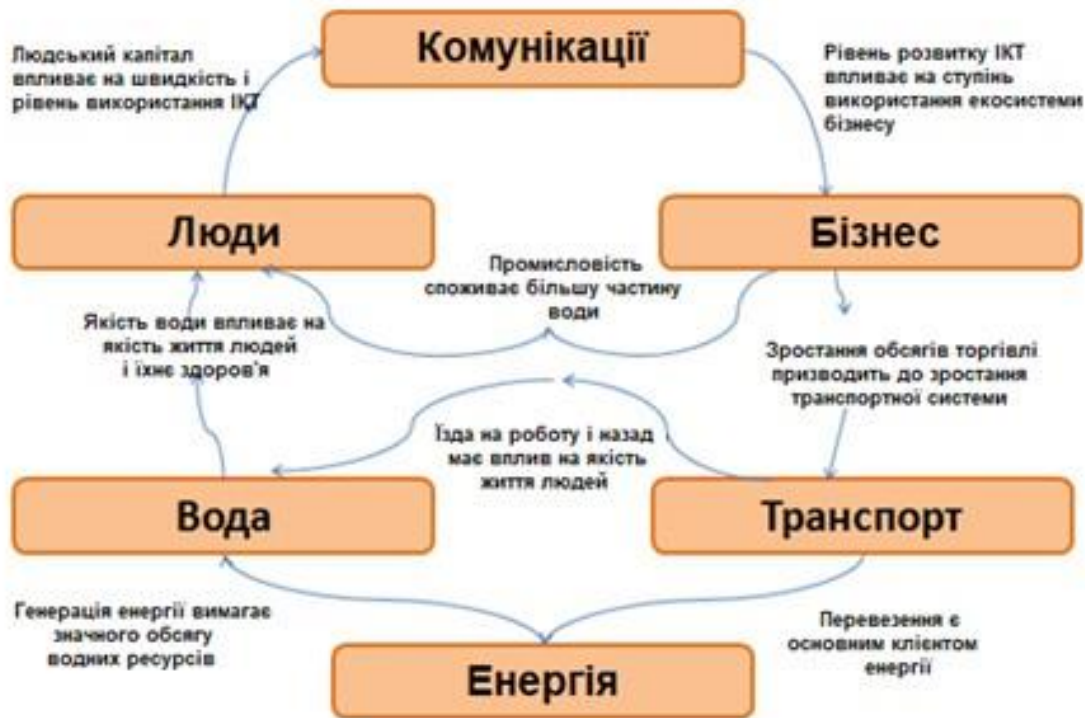 Комунікації
Людський капітал
впливає на швидкість і
рівень використання ІКТ
Рівень розвитку ІКТ
впливає на ступінь
використання екосистеми
бізнесу
Люди
Бізнес
Промисловість
споживає більшу частину
води
Якість води впливає на
якість життя людей
і їхнє здоров'я
Зростання обсягів торгівлі
призводить до зростання
транспортної системи
Їзда на роботу і назад
має вплив на якість
життя людей
Вода
Транспорт
Генерація енергії вимагає
значного обсягу
водних ресурсів
Перевезення є
основним клієнтом
енергії
Енергія